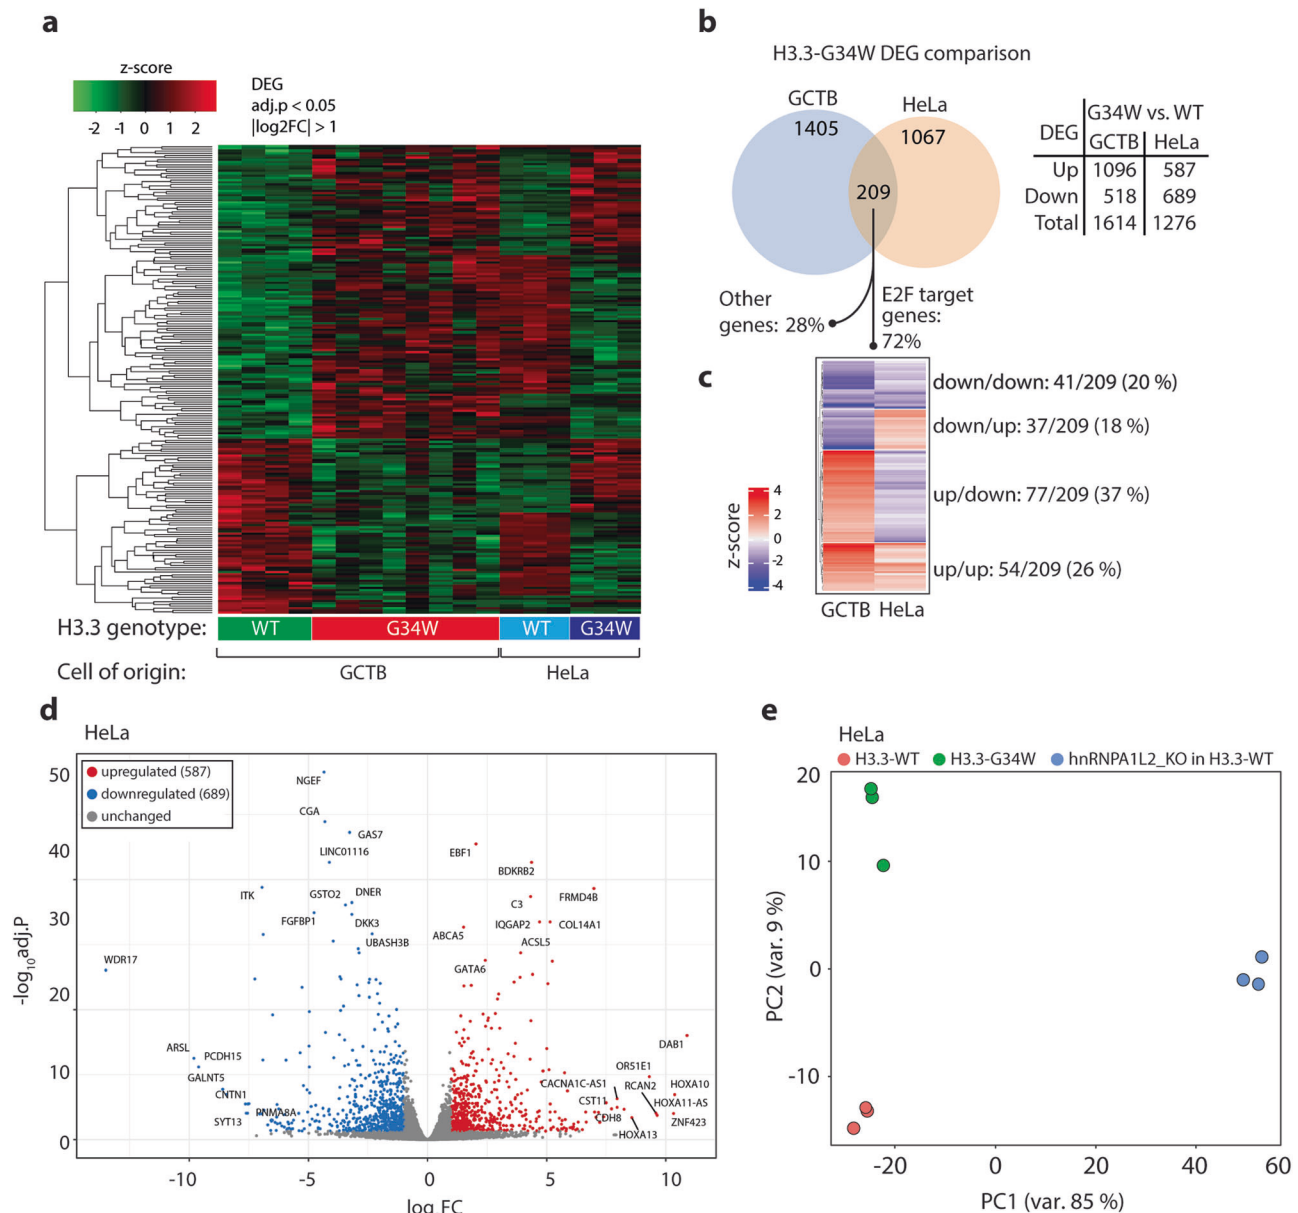 a
z-score
-2 -1 0 1 2
DEG
adj.p < 0.05
|log2FC| > 1
H3.3 genotype: WT G34W WT G34W
Cell of origin: GCTB HeLa
b
H3.3-G34W DEG comparison
GCTB HeLa
1405 1067
209
Other
genes: 28%
E2F target
genes:
72%
G34W vs. WT
DEG GCTB HeLa
Up 1096 587
Down 518 689
Total 1614 1276
c
down/down: 41/209 (20 %)
down/up: 37/209 (18 %)
up/down: 77/209 (37 %)
up/up: 54/209 (26 %)
z-score
4
2
0
-2
-4
GCTB HeLa
d
HeLa
upregulated (587)
downregulated (689)
unchanged
-log10adj.P
50
40
30
20
10
0
NGEF
CGA
GAS7
LINC01116
EBF1
BDKRB2
ITK
GSTO2
DNER
C3
FRMD4B
FGFBP1
DKK3
IQGAP2
COL14A1
ABCA5
UBASH3B
ACSL5
WDR17
GATA6
DAB1
ARSL
PCDH15
OR51E1
GALNT5
CACNA1C-AS1
RCAN2
HOXA10
CNTN1
CST11
HOXA11-AS
SYT13
PNMA8A
CDH8
ZNF423
HOXA13
-10 -5 0 5 10
log FC
e
HeLa
H3.3-WT H3.3-G34W hnRNPA1L2_KO in H3.3-WT
PC2 (var. 9 %)
20
10
0
-10
-20 0 20 40 60
PC1 (var. 85 %)